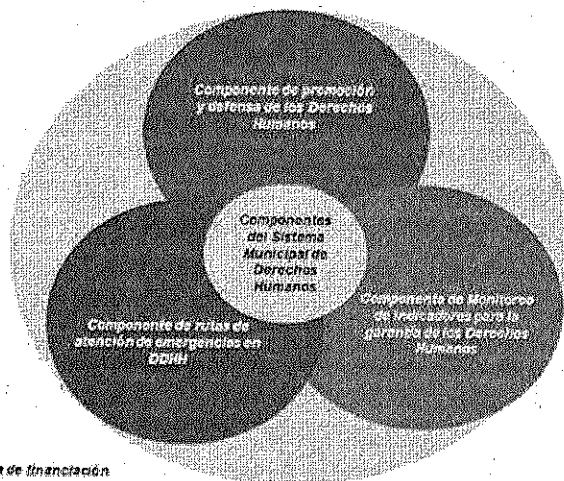 Componente de promoción
y defensa de los Derechos
Humanos
Componentes
del Sistema
Municipal de
Derechos
Humanos
Componente de rutas de
atención de emergencias en
DDHH
Componente de Monitoreo
de indicadores para la
garantía de los Derechos
Humanos
de financiación